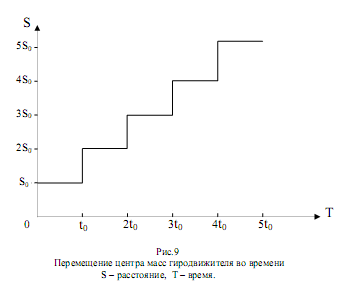 S
5S₀
4S₀
3S₀
2S₀
S₀
0 t₀ 2t₀ 3t₀ 4t₀ 5t₀ T
Рис.9
Перемещение центра масс гиродвижителя во времени
S – расстояние, T – время.